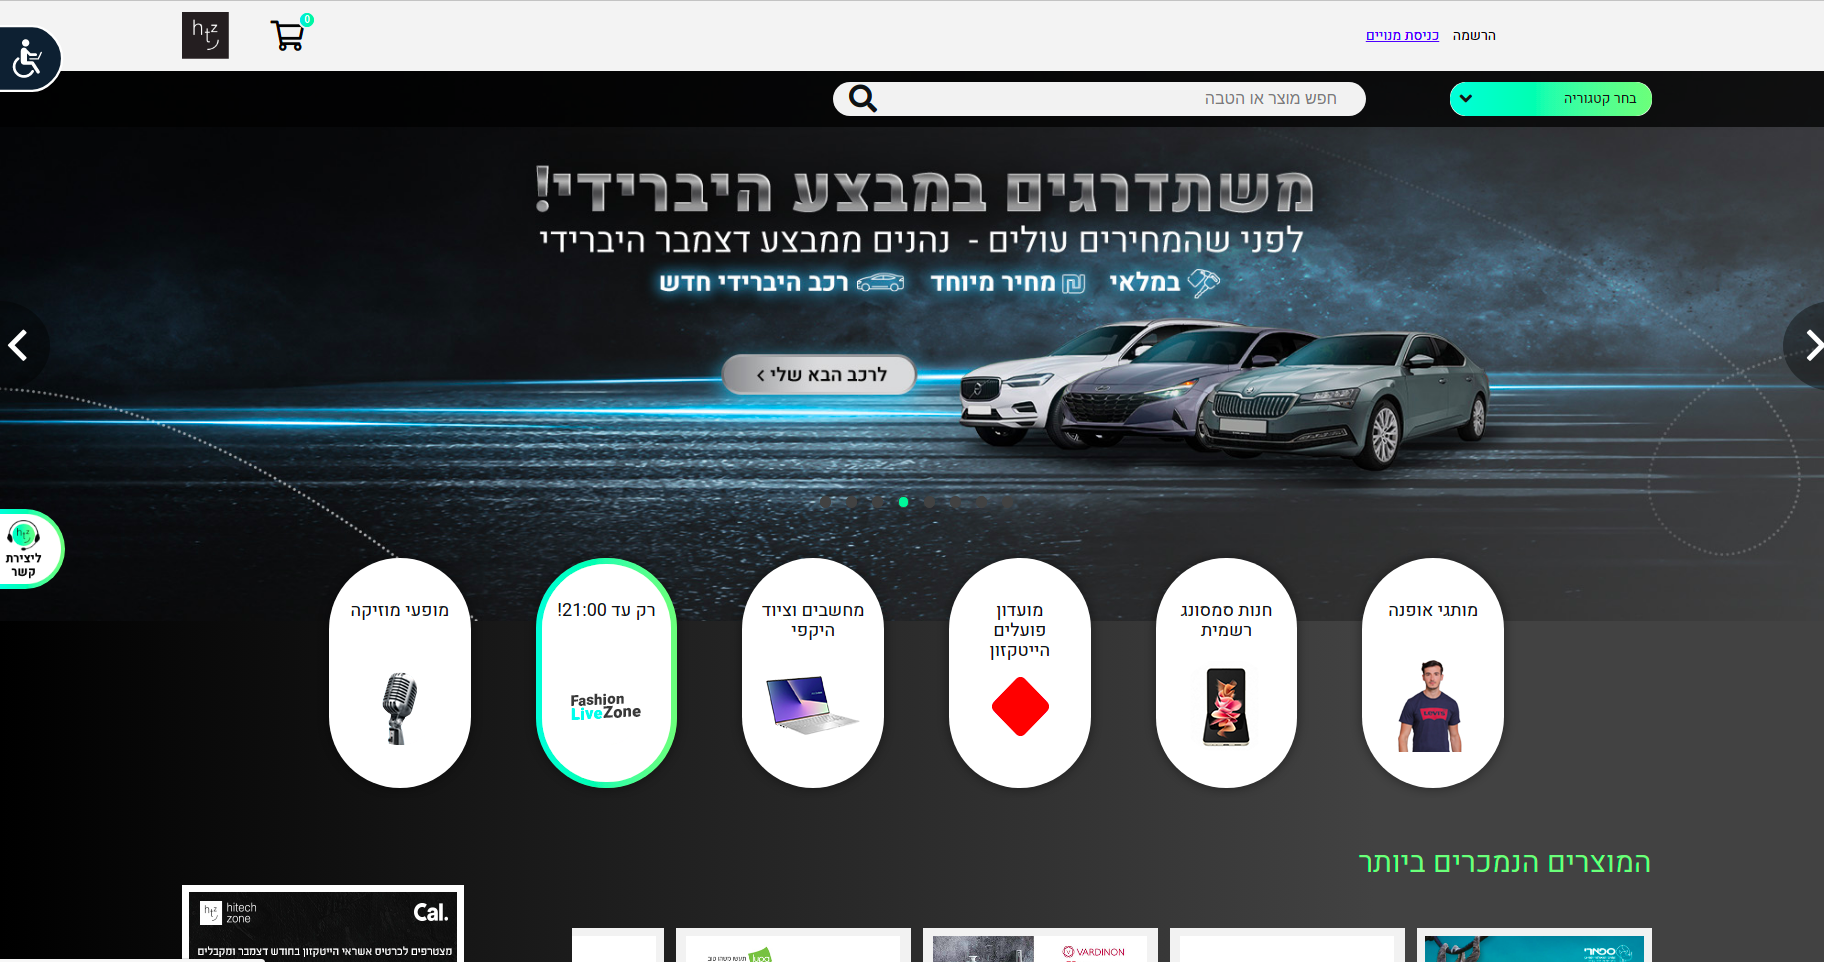 הרשמה כניסת מנויים
0
htz
בחר קטגוריה
חפש מוצר או הטבה
משתדרגים במבצע היברידי!
לפני שהמחירים עולים - נהנים ממבצע דצמבר היברידי
במלאי מחיר מיוחד רכב היברידי חדש
לרכב הבא שלי >
ליצירת
קשר
מותגי אופנה
חנות סמסונג
רשמית
מועדון
פועלים
הייטקזון
מחשבים וציוד
היקפי
רק עד 21:00!
Fashion
LiveZone
מופעי מוזיקה
המוצרים הנמכרים ביותר
htz hitech
zone
Cal.
מצטרפים לכרטיס אשראי הייטקזון בחודש דצמבר ומקבלים
VARDINON